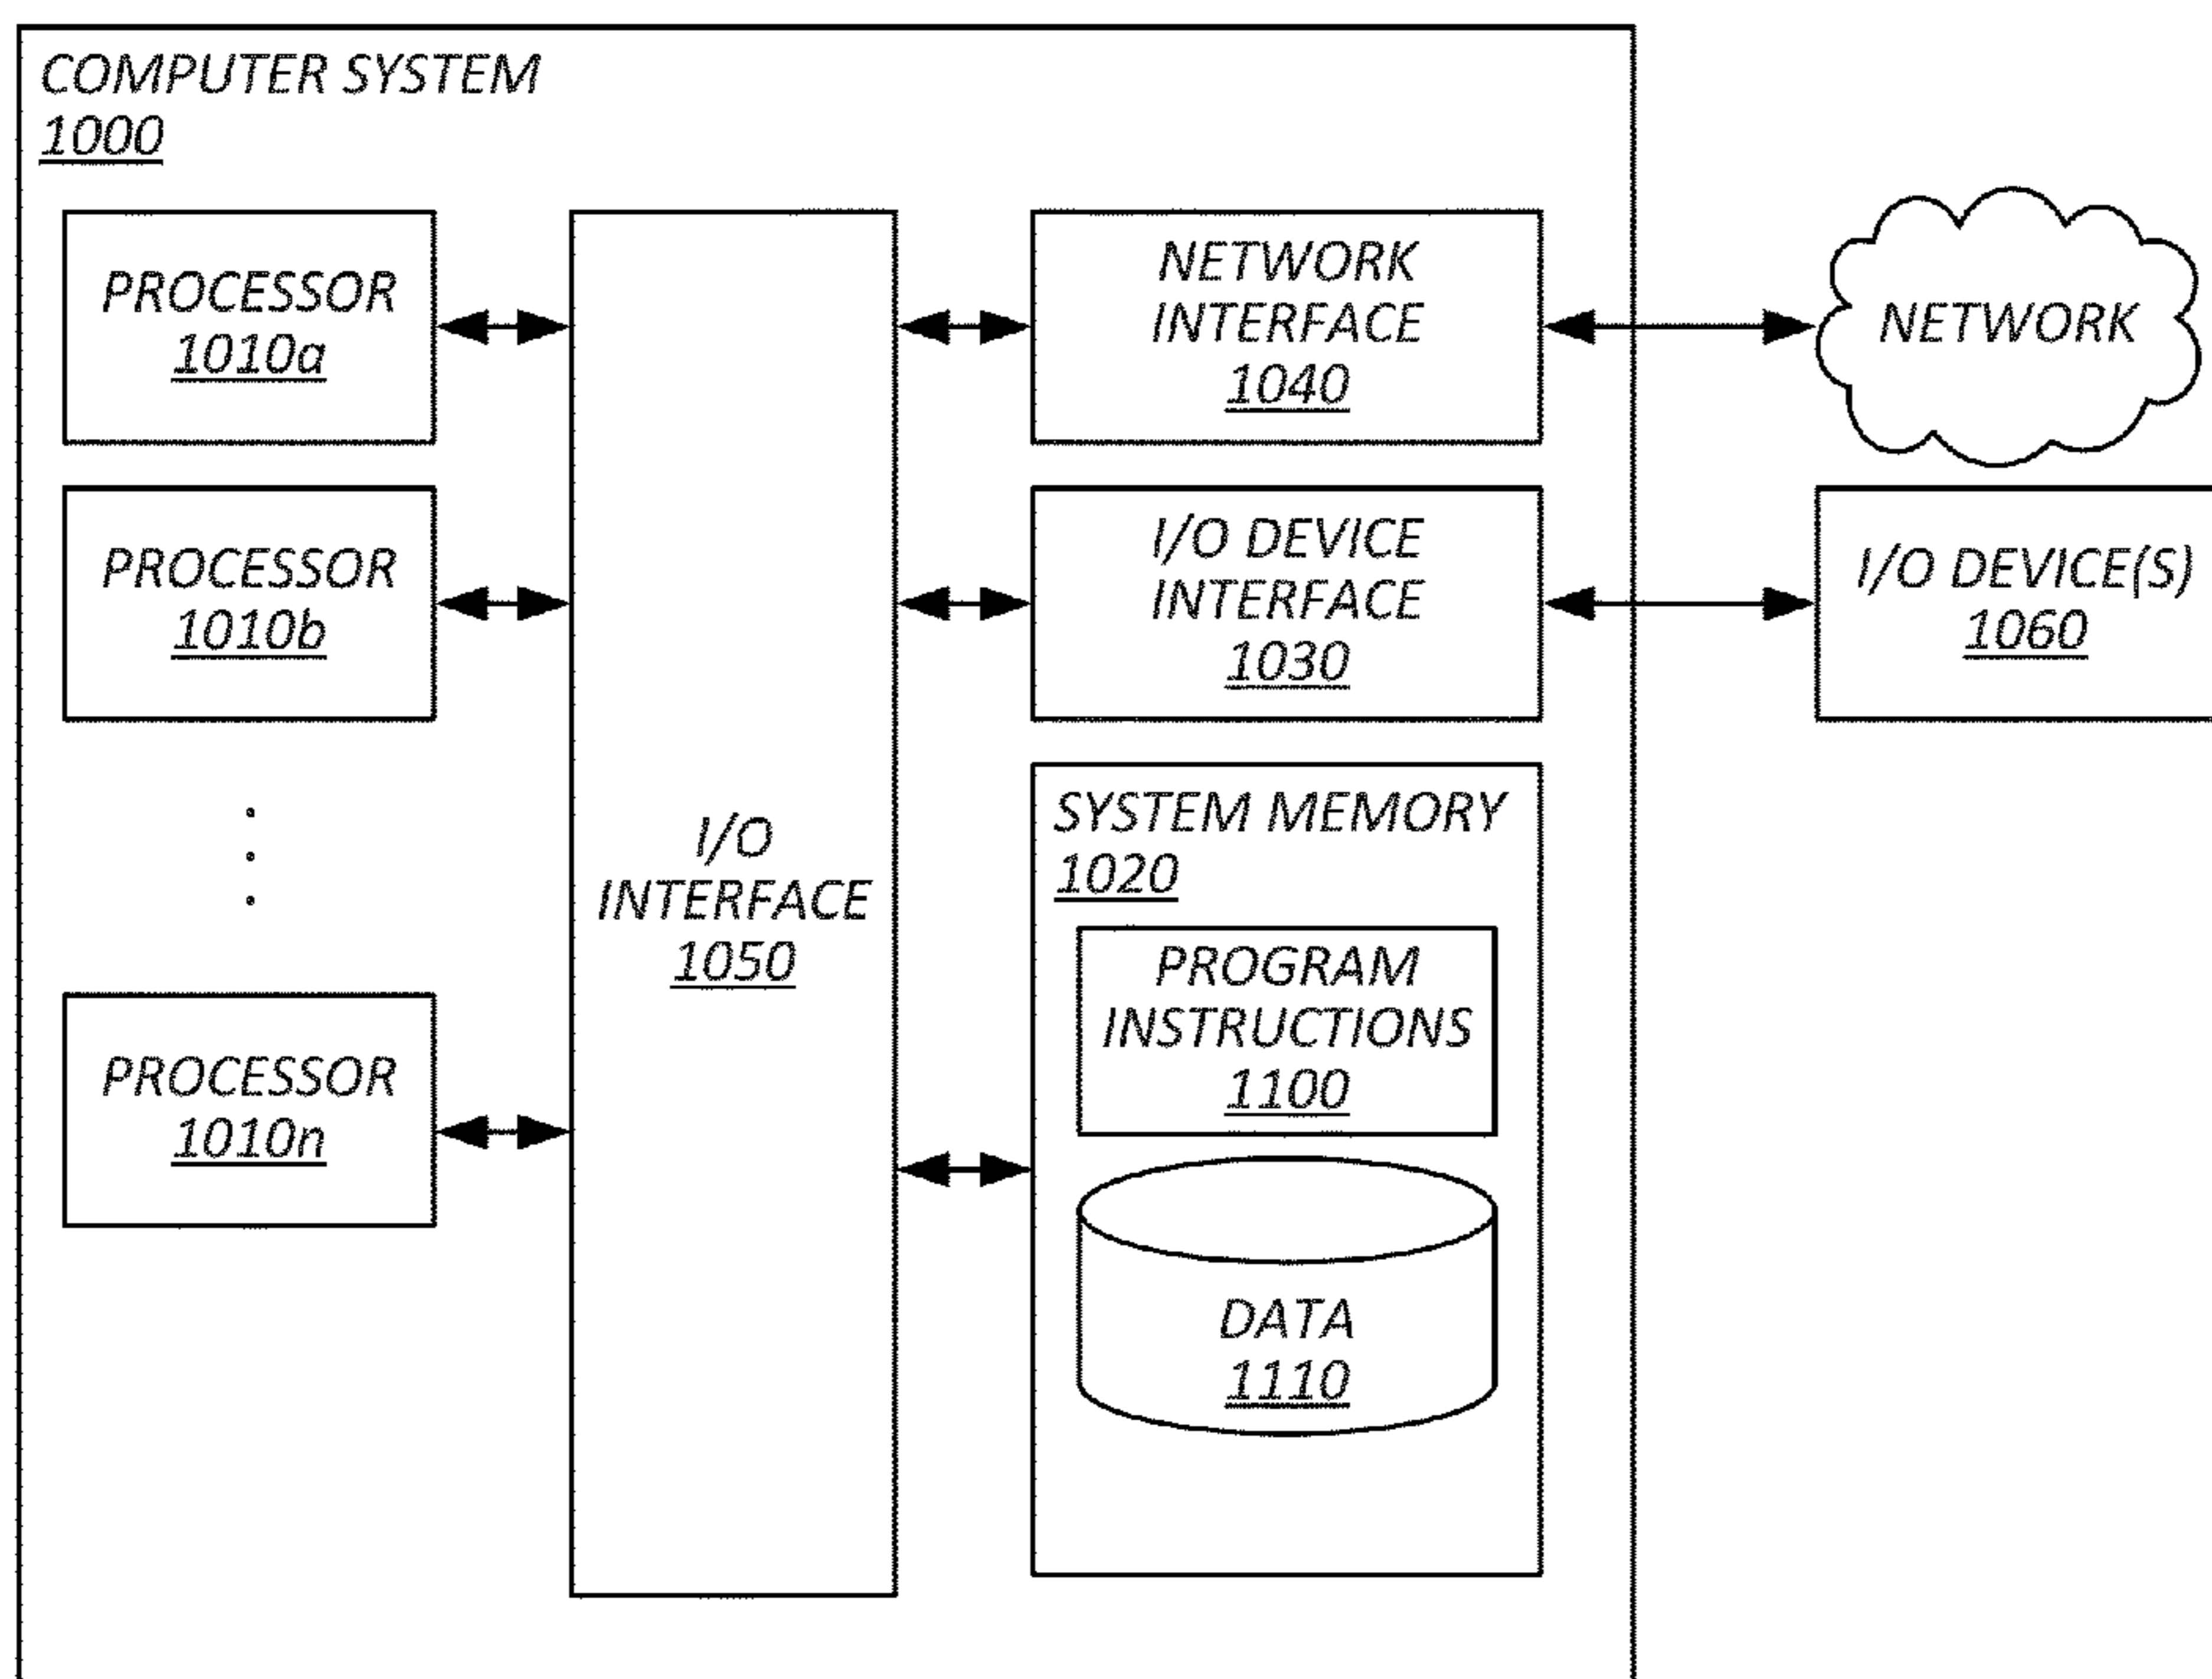 COMPUTER SYSTEM
1000
PROCESSOR
1010a
PROCESSOR
1010b
PROCESSOR
1010n
I/O
INTERFACE
1050
NETWORK
INTERFACE
1040
I/O DEVICE
INTERFACE
1030
SYSTEM MEMORY
1020
PROGRAM
INSTRUCTIONS
1100
DATA
1110
NETWORK
I/O DEVICE(S)
1060